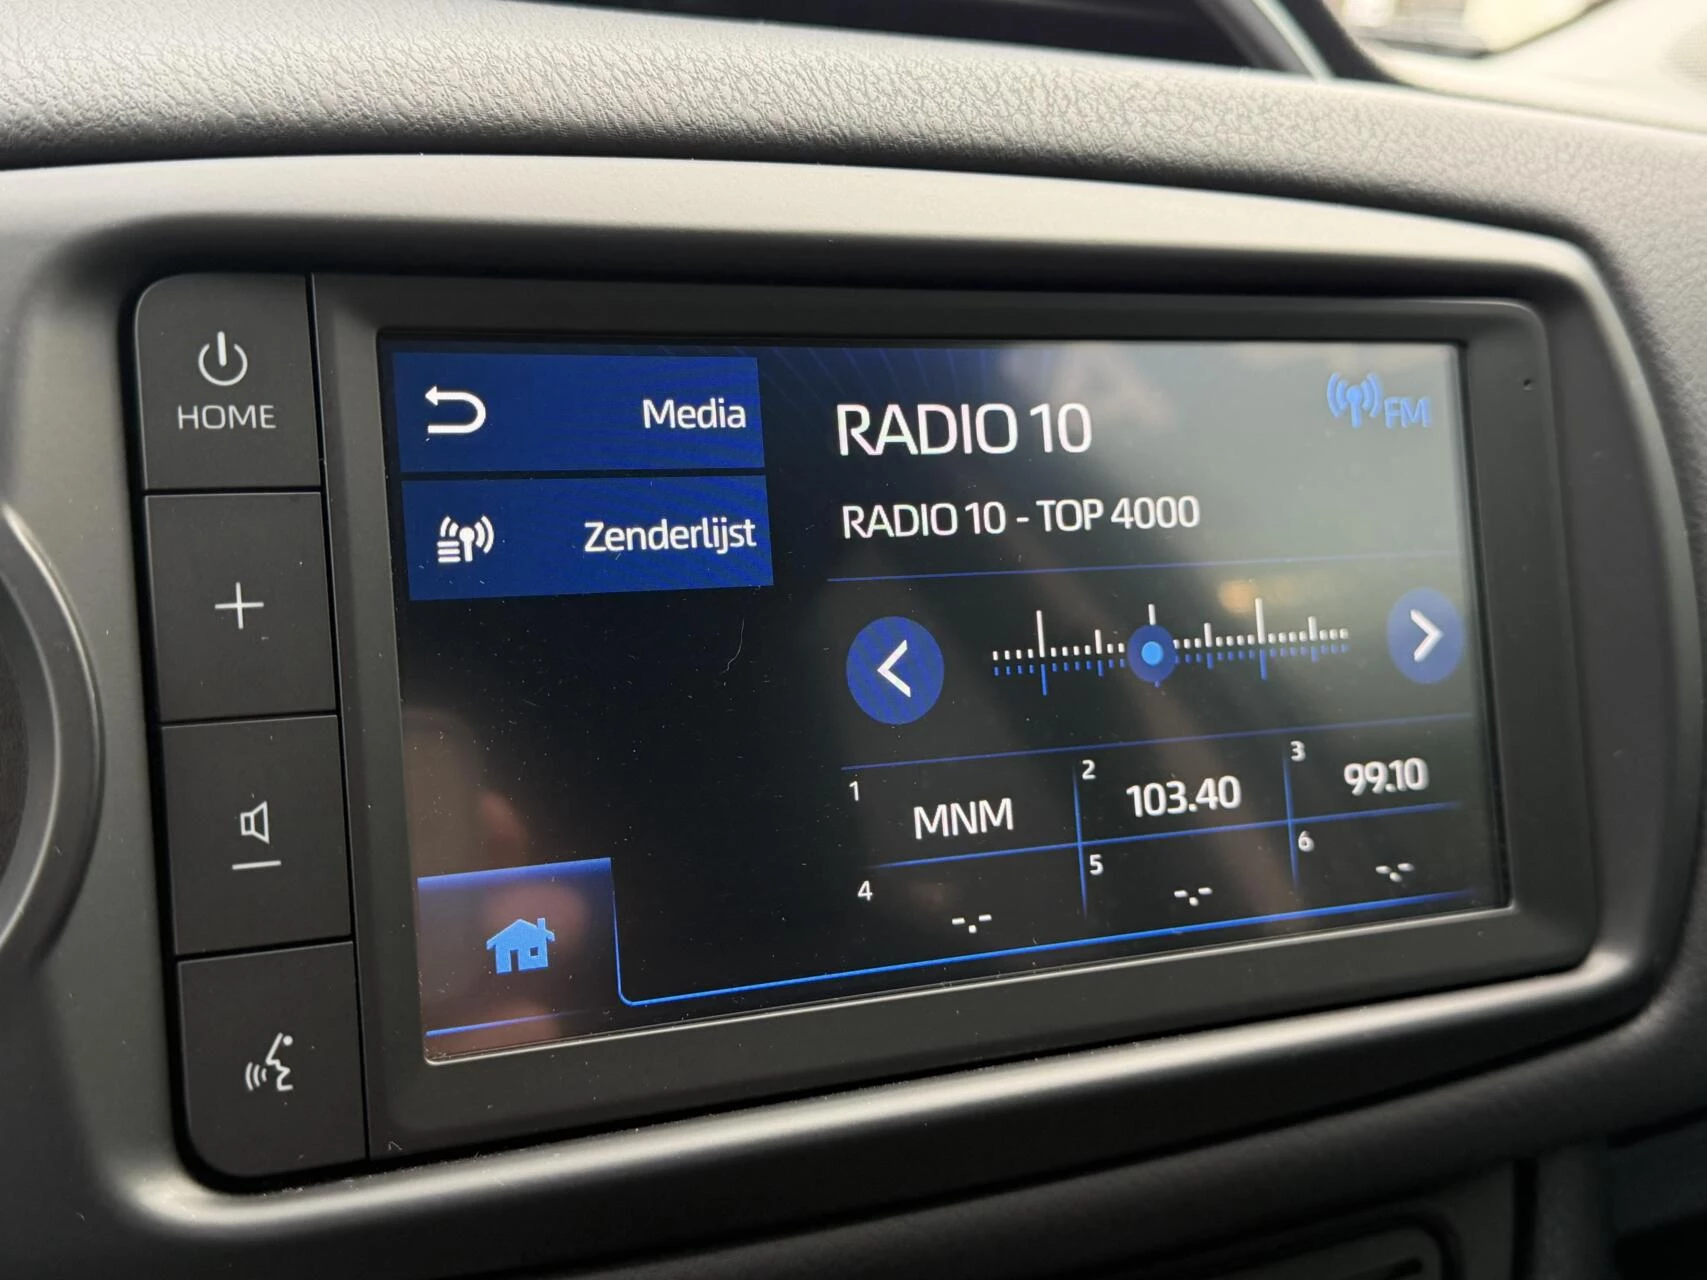 HOME
Media
Zenderlijst
RADIO 10
FM
RADIO 10 - TOP 4000
1 MNM
2 103.40
3 99.10
4 -.-
5 -.-
6 -.-